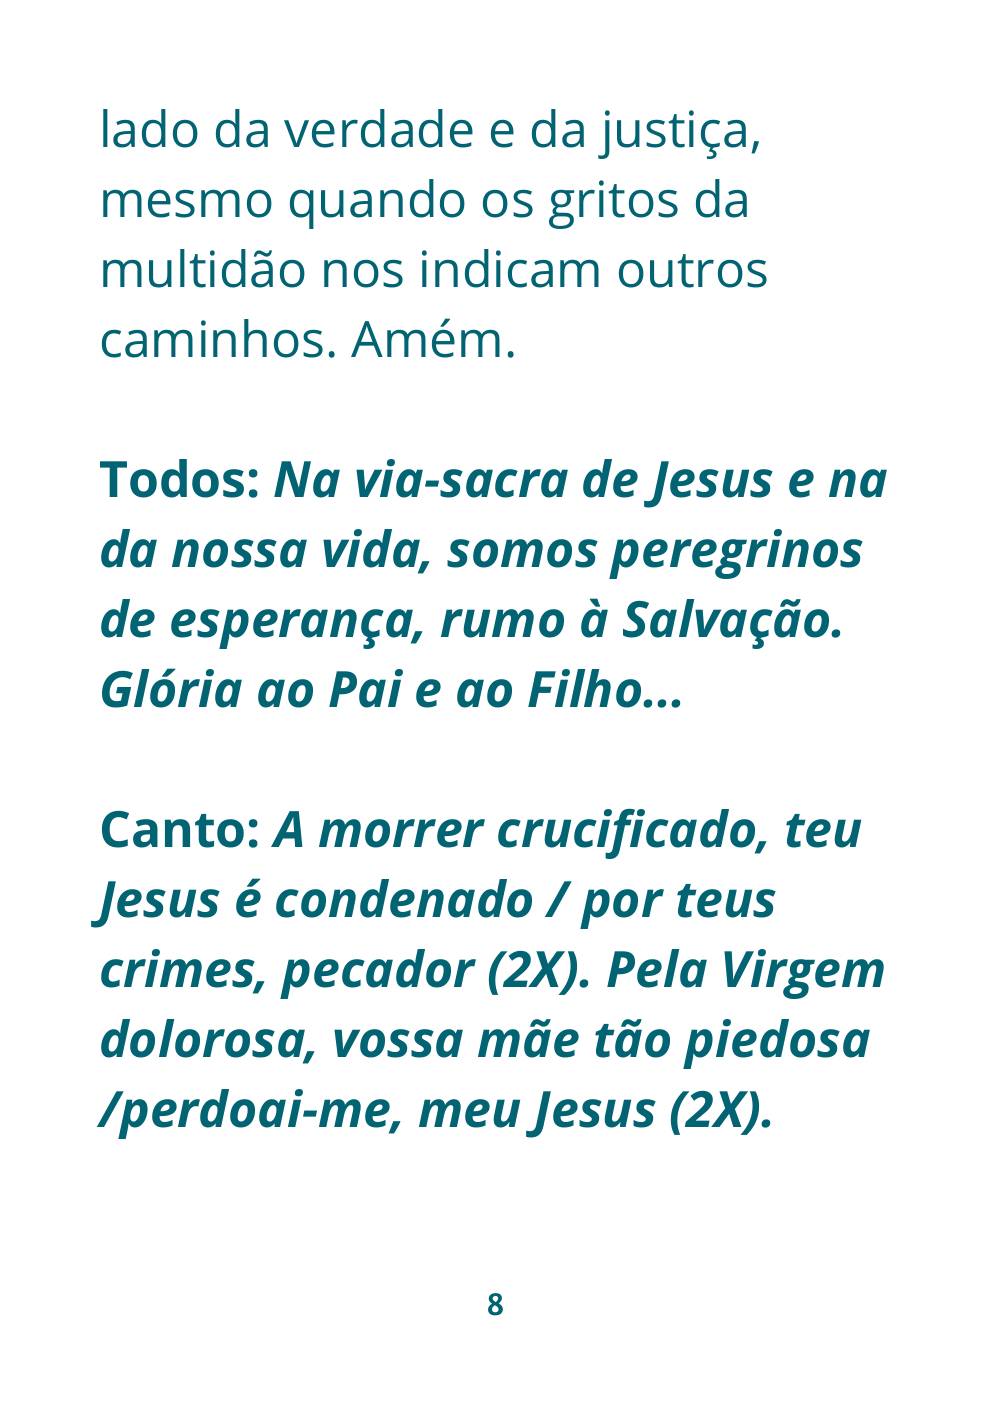 lado da verdade e da justiça,
mesmo quando os gritos da
multidão nos indicam outros
caminhos. Amém.
Todos: Na via-sacra de Jesus e na
da nossa vida, somos peregrinos
de esperança, rumo à Salvação.
Glória ao Pai e ao Filho...
Canto: A morrer crucificado, teu
Jesus é condenado / por teus
crimes, pecador (2X). Pela Virgem
dolorosa, vossa mãe tão piedosa
/perdoai-me, meu Jesus (2X).
8